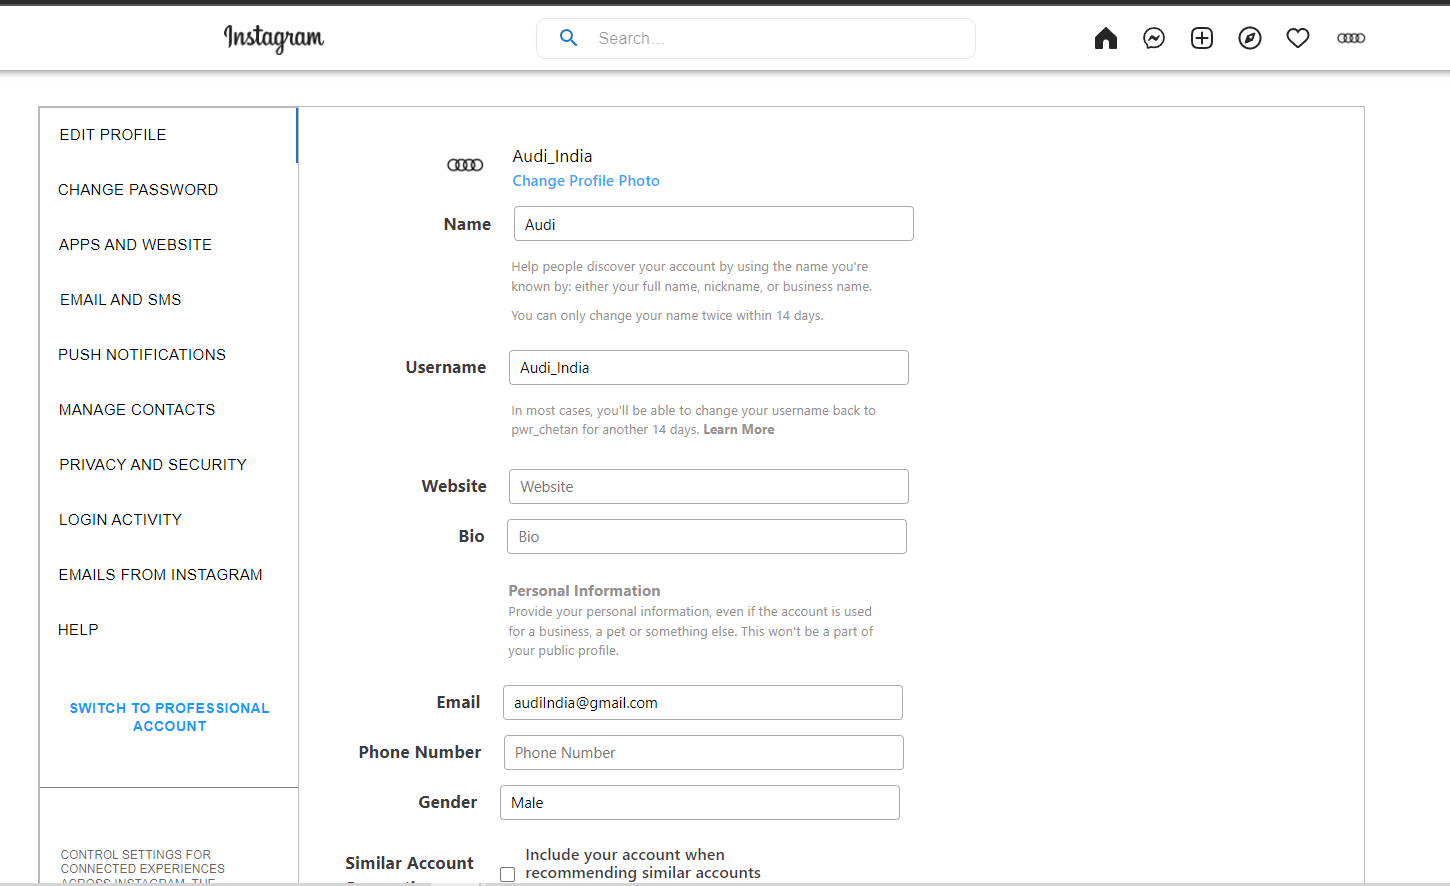 Instagram
Search...
EDIT PROFILE
CHANGE PASSWORD
APPS AND WEBSITE
EMAIL AND SMS
PUSH NOTIFICATIONS
MANAGE CONTACTS
PRIVACY AND SECURITY
LOGIN ACTIVITY
EMAILS FROM INSTAGRAM
HELP
SWITCH TO PROFESSIONAL
ACCOUNT
CONTROL SETTINGS FOR
CONNECTED EXPERIENCES
ACROSS INSTAGRAM, THE
Audi_India
Change Profile Photo
Name Audi
Help people discover your account by using the name you're
known by: either your full name, nickname, or business name.
You can only change your name twice within 14 days.
Username Audi_India
In most cases, you'll be able to change your username back to
pwr_chetan for another 14 days. Learn More
Website Website
Bio Bio
Personal Information
Provide your personal information, even if the account is used
for a business, a pet or something else. This won't be a part of
your public profile.
Email audiIndia@gmail.com
Phone Number Phone Number
Gender Male
Similar Account
Include your account when
recommending similar accounts